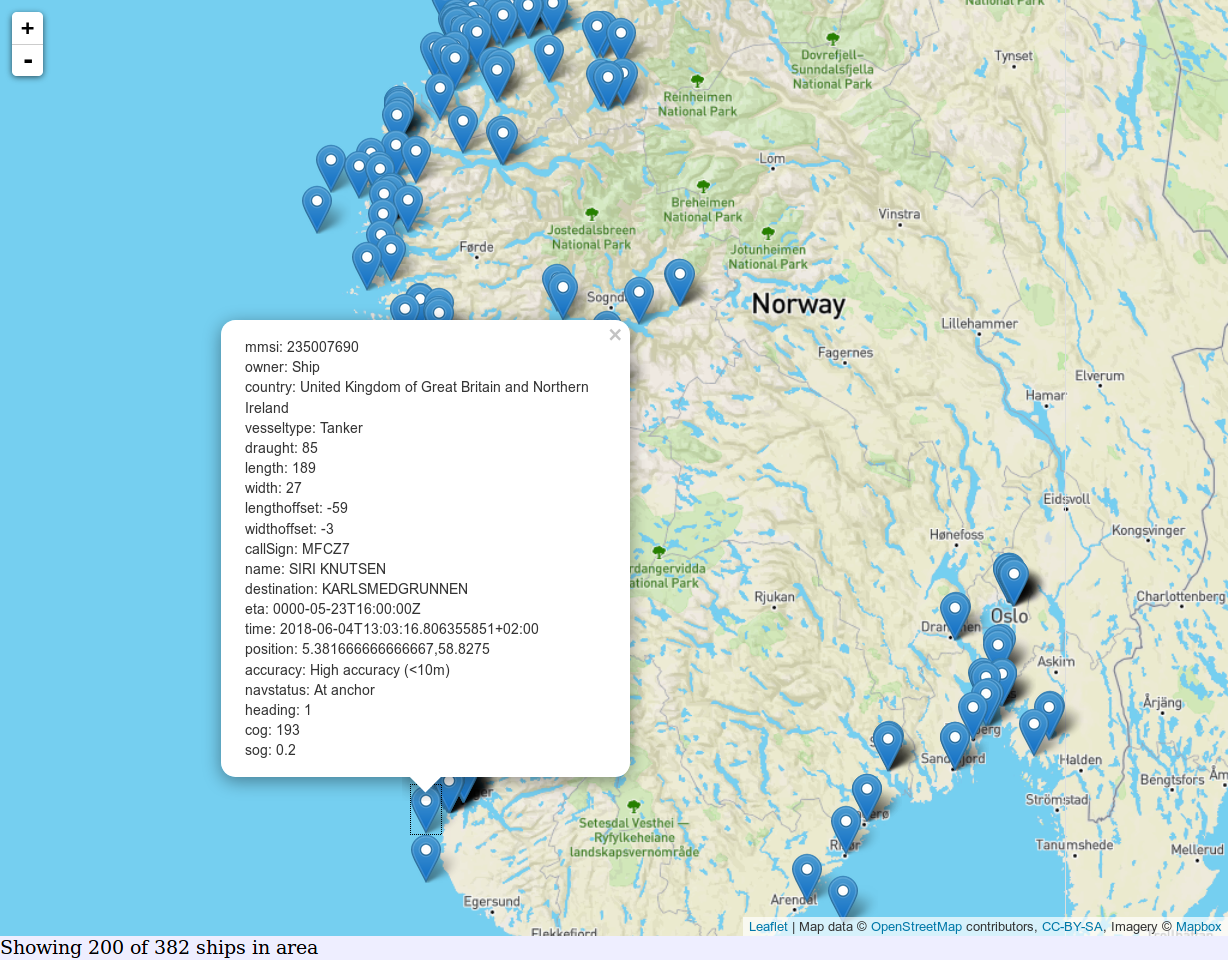 +
National Park
Dovrefjell–
Sunndalsfjella
National Park
Tynset
-
Reinheimen
National Park
Lom
Breheimen
National Park
Vinstra
Jostedalsbreen
National Park
Førde
Jotunheimen
National Park
Norway
Lillehammer
Fagernes
Elverum
Hamar
×
mmsi: 235007690
owner: Ship
country: United Kingdom of Great Britain and Northern
Ireland
vesseltype: Tanker
draught: 85
length: 189
width: 27
lengthoffset: -59
widthoffset: -3
callSign: MFCZ7
name: SIRI KNUTSEN
destination: KARLSMEDGRUNNEN
eta: 0000-05-23T16:00:00Z
time: 2018-06-04T13:03:16.806355851+02:00
position: 5.381666666666667,58.8275
accuracy: High accuracy (<10m)
navstatus: At anchor
heading: 1
cog: 193
sog: 0.2
Eidsvoll
Kongsvinger
Hønefoss
rdangervidda
ational Park
Rjukan
Charlottenberg
Oslo
Askim
Årjäng
Halden
Bengtsfors
Strömstad
Setesdal Vesthei —
Ryfylkeheiane
landskapsvernområde
Tanumshede
Mellerud
Egersund
Arendal
Flekkefjord
Leaflet | Map data © OpenStreetMap contributors, CC-BY-SA, Imagery © Mapbox
Showing 200 of 382 ships in area